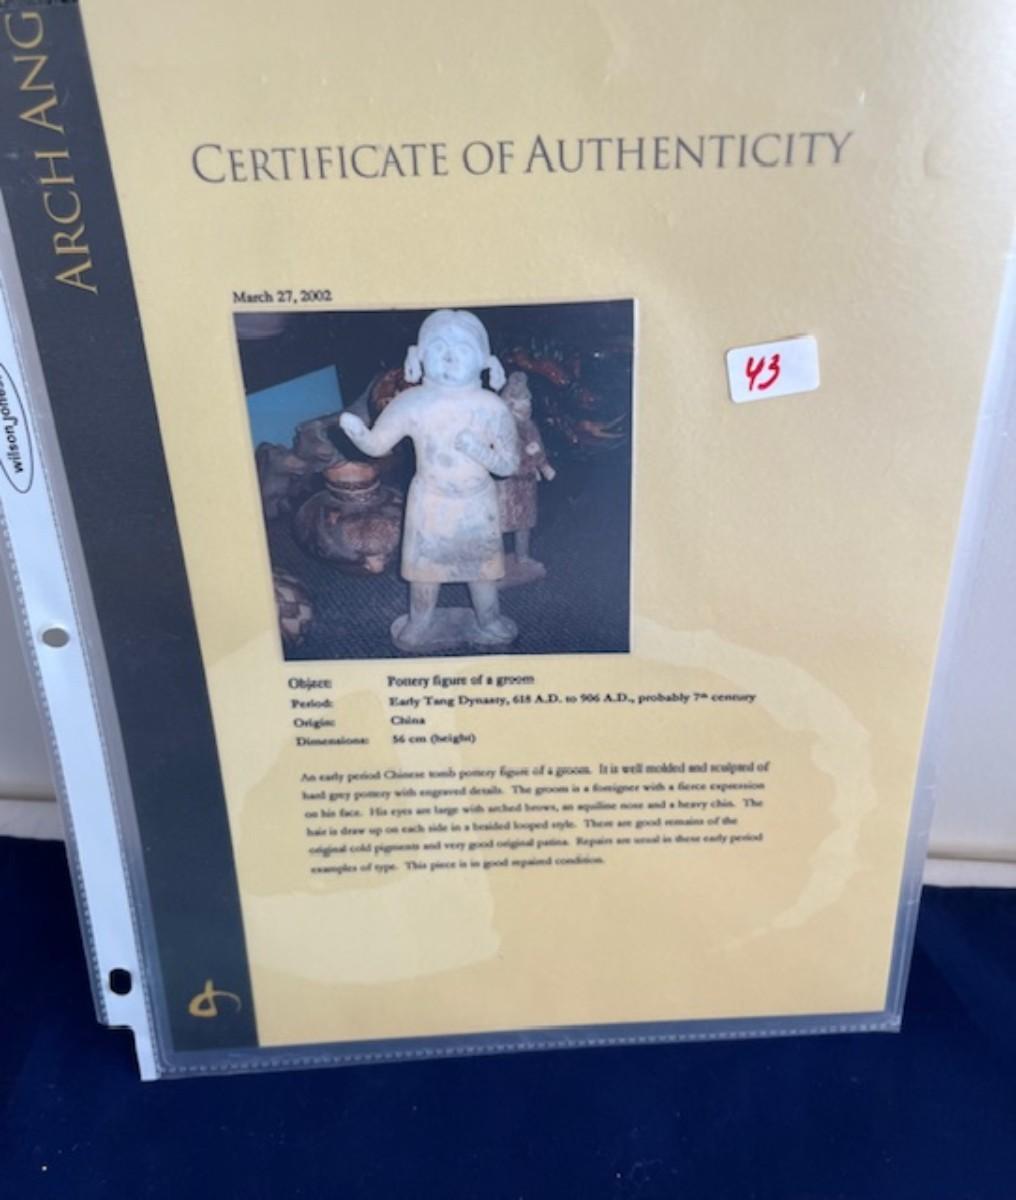 ARCH ANG
CERTIFICATE OF AUTHENTICITY
March 27, 2002
43
wilson jones
Object: Pottery figure of a groom
Period: Early Tang Dynasty, 618 A.D. to 906 A.D., probably 7th century
Origin: China
Dimensions: 56 cm (height)
An early period Chinese tomb pottery figure of a groom. It is well molded and sculpted of
hard grey pottery with engraved details. The groom is a foreigner with a fierce expression
on his face. His eyes are large with arched brows, an aquiline nose and a heavy chin. The
hair is draw up on each side in a braided looped style. There are good remains of the
original cold pigments and very good original patina. Repairs are usual in these early period
examples of type. This piece is in good repaired condition.